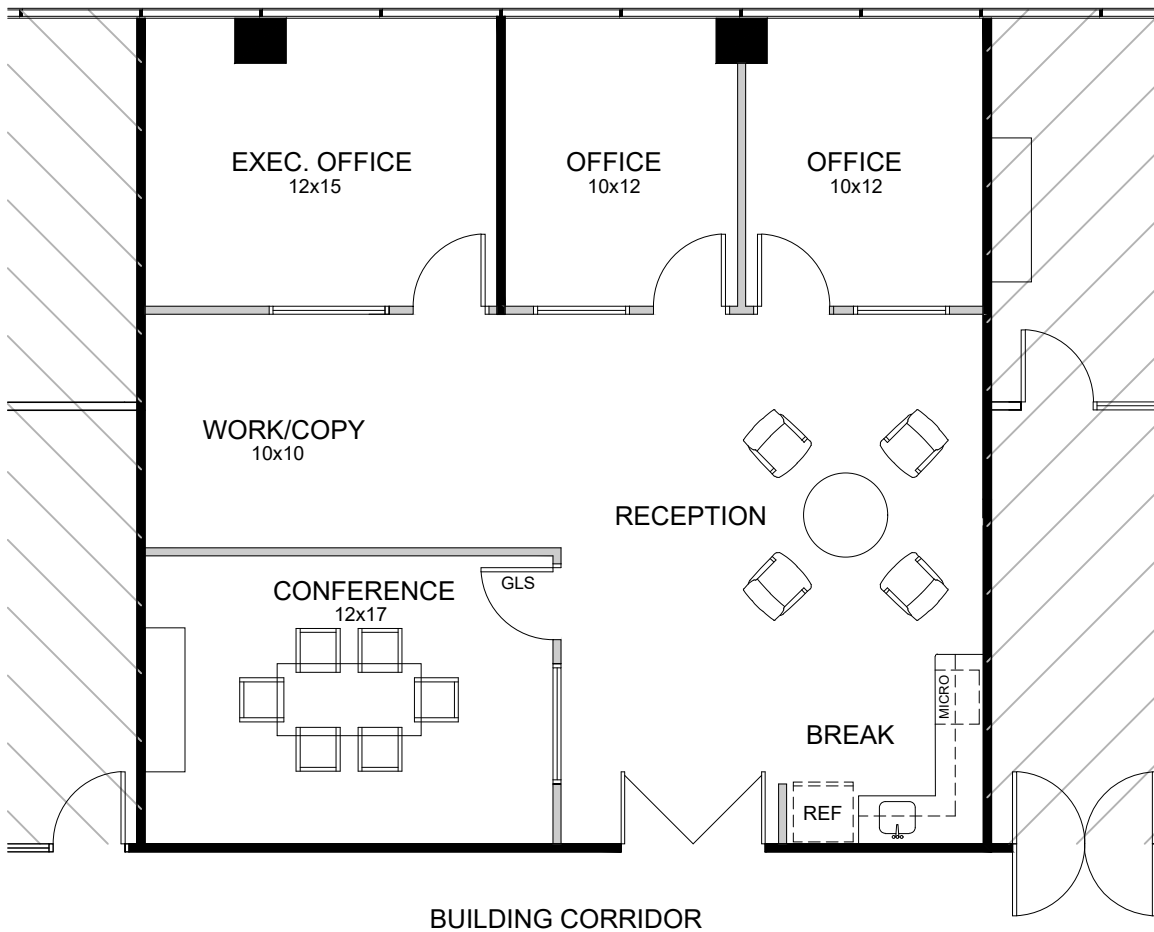 EXEC. OFFICE
12x15
OFFICE
10x12
OFFICE
10x12
WORK/COPY
10x10
RECEPTION
GLS
CONFERENCE
12x17
MICRO
BREAK
REF
BUILDING CORRIDOR